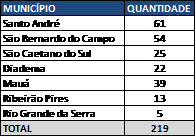 MUNICÍPIO QUANTIDADE
Santo André 61
São Bernardo do Campo 54
São Caetano do Sul 25
Diadema 22
Mauá 39
Ribeirão Pires 13
Rio Grande da Serra 5
TOTAL 219